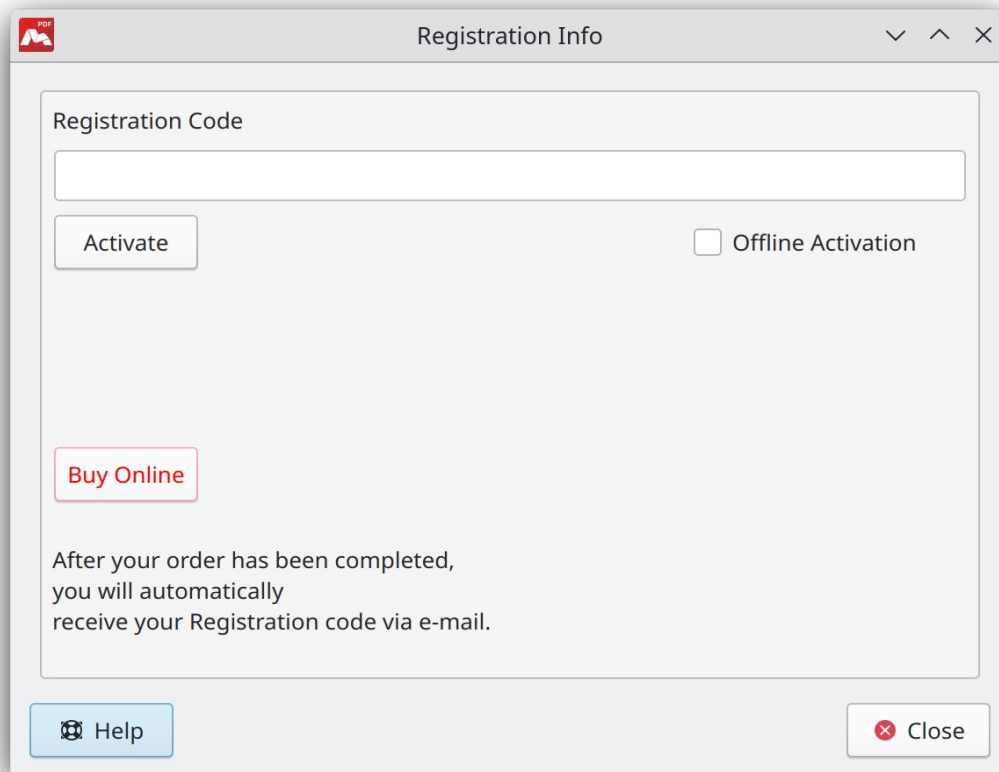 PDF
Registration Info
Registration Code
Activate
Offline Activation
Buy Online
After your order has been completed,
you will automatically
receive your Registration code via e-mail.
Help
Close